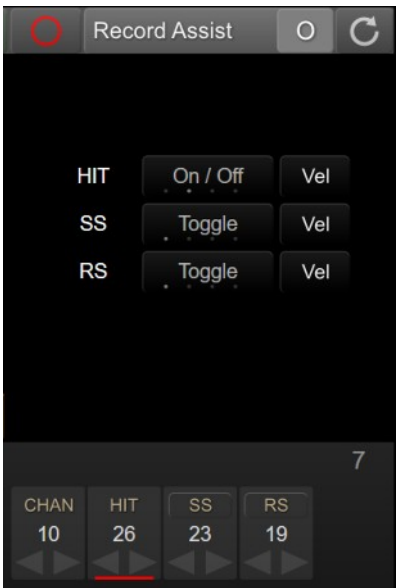 Record Assist O
HIT On / Off Vel
SS Toggle Vel
RS Toggle Vel
7
CHAN HIT SS RS
10 26 23 19